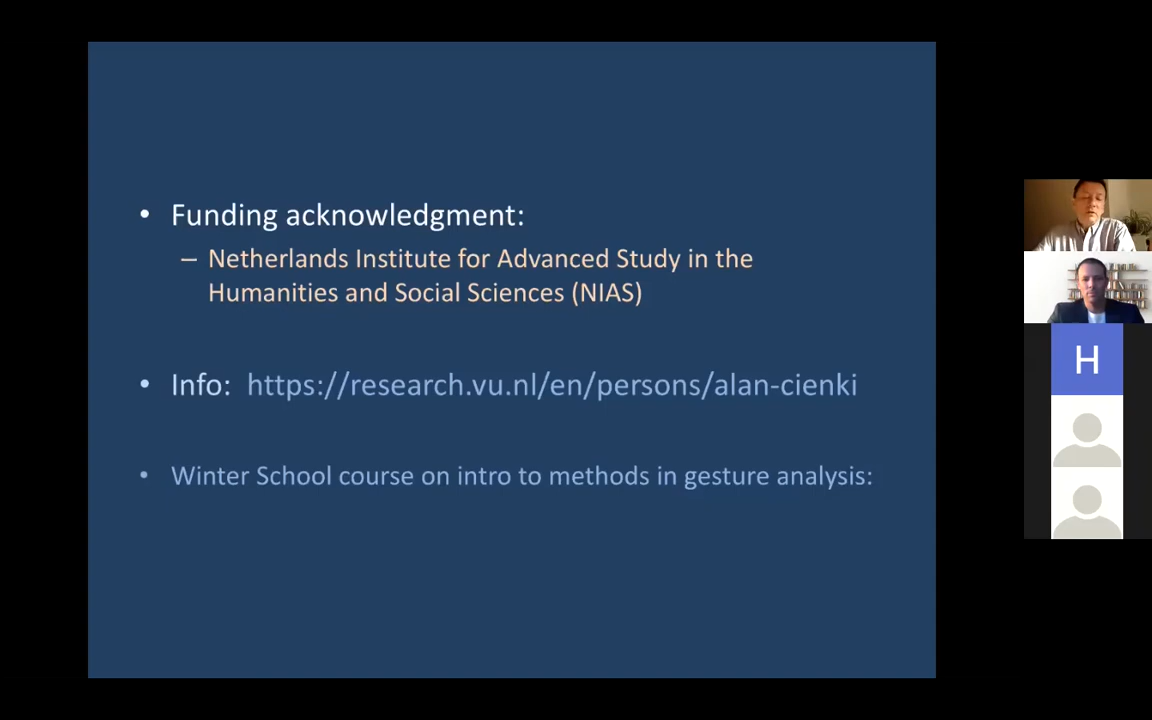 • Funding acknowledgment:
– Netherlands Institute for Advanced Study in the
Humanities and Social Sciences (NIAS)
• Info: https://research.vu.nl/en/persons/alan-cienki
• Winter School course on intro to methods in gesture analysis:
H